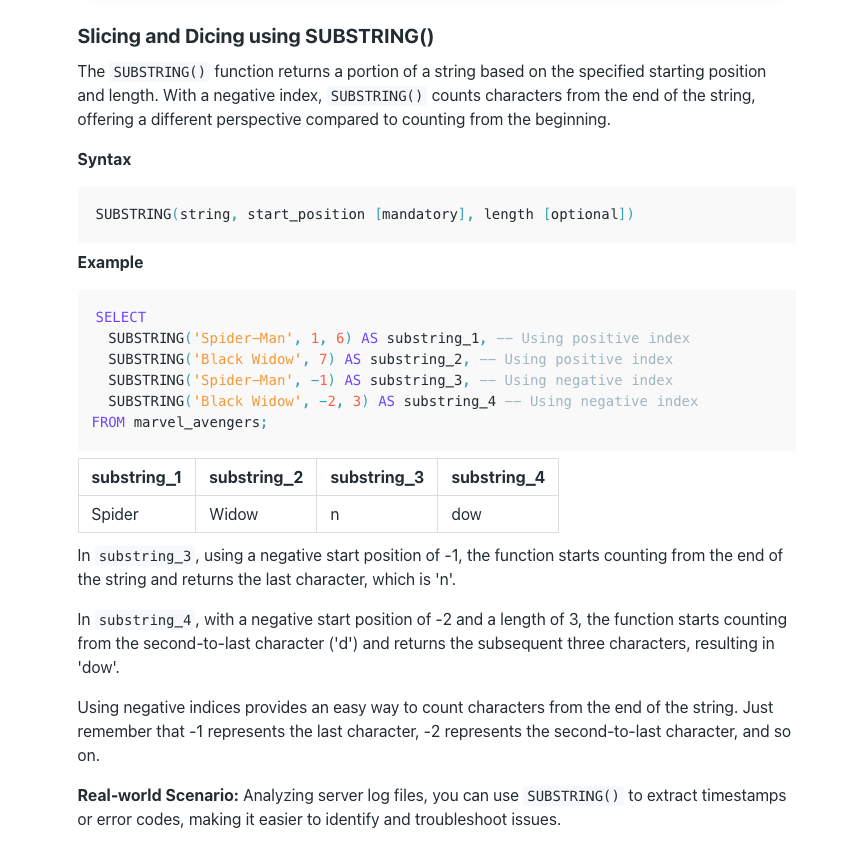 Slicing and Dicing using SUBSTRING()
The SUBSTRING() function returns a portion of a string based on the specified starting position
and length. With a negative index, SUBSTRING() counts characters from the end of the string,
offering a different perspective compared to counting from the beginning.
Syntax
SUBSTRING(string, start_position [mandatory], length [optional])
Example
SELECT
SUBSTRING('Spider-Man', 1, 6) AS substring_1, -- Using positive index
SUBSTRING('Black Widow', 7) AS substring_2, -- Using positive index
SUBSTRING('Spider-Man', -1) AS substring_3, -- Using negative index
SUBSTRING('Black Widow', -2, 3) AS substring_4 -- Using negative index
FROM marvel_avengers;
substring_1 substring_2 substring_3 substring_4
Spider Widow n dow
In substring_3, using a negative start position of -1, the function starts counting from the end of
the string and returns the last character, which is 'n'.
In substring_4, with a negative start position of -2 and a length of 3, the function starts counting
from the second-to-last character ('d') and returns the subsequent three characters, resulting in
'dow'.
Using negative indices provides an easy way to count characters from the end of the string. Just
remember that -1 represents the last character, -2 represents the second-to-last character, and so
on.
Real-world Scenario: Analyzing server log files, you can use SUBSTRING() to extract timestamps
or error codes, making it easier to identify and troubleshoot issues.